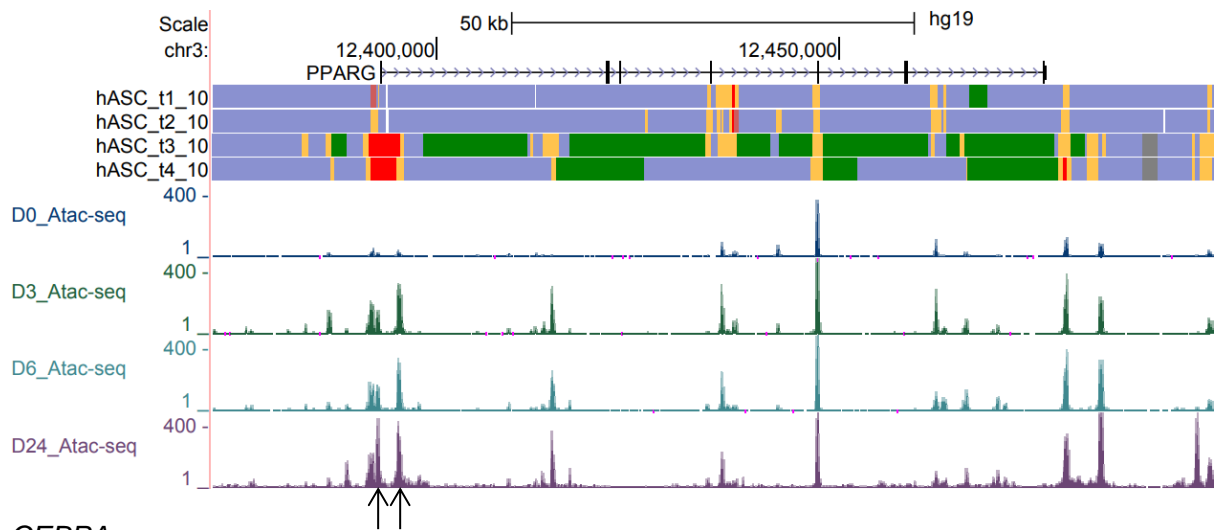 Scale 50 kb hg19
chr3: 12,400,000 12,450,000
PPARG
hASC_t1_10
hASC_t2_10
hASC_t3_10
hASC_t4_10
400 -
D0_Atac-seq
1 _
400 -
D3_Atac-seq
1 _
400 -
D6_Atac-seq
1 _
400 -
D24_Atac-seq
1 _